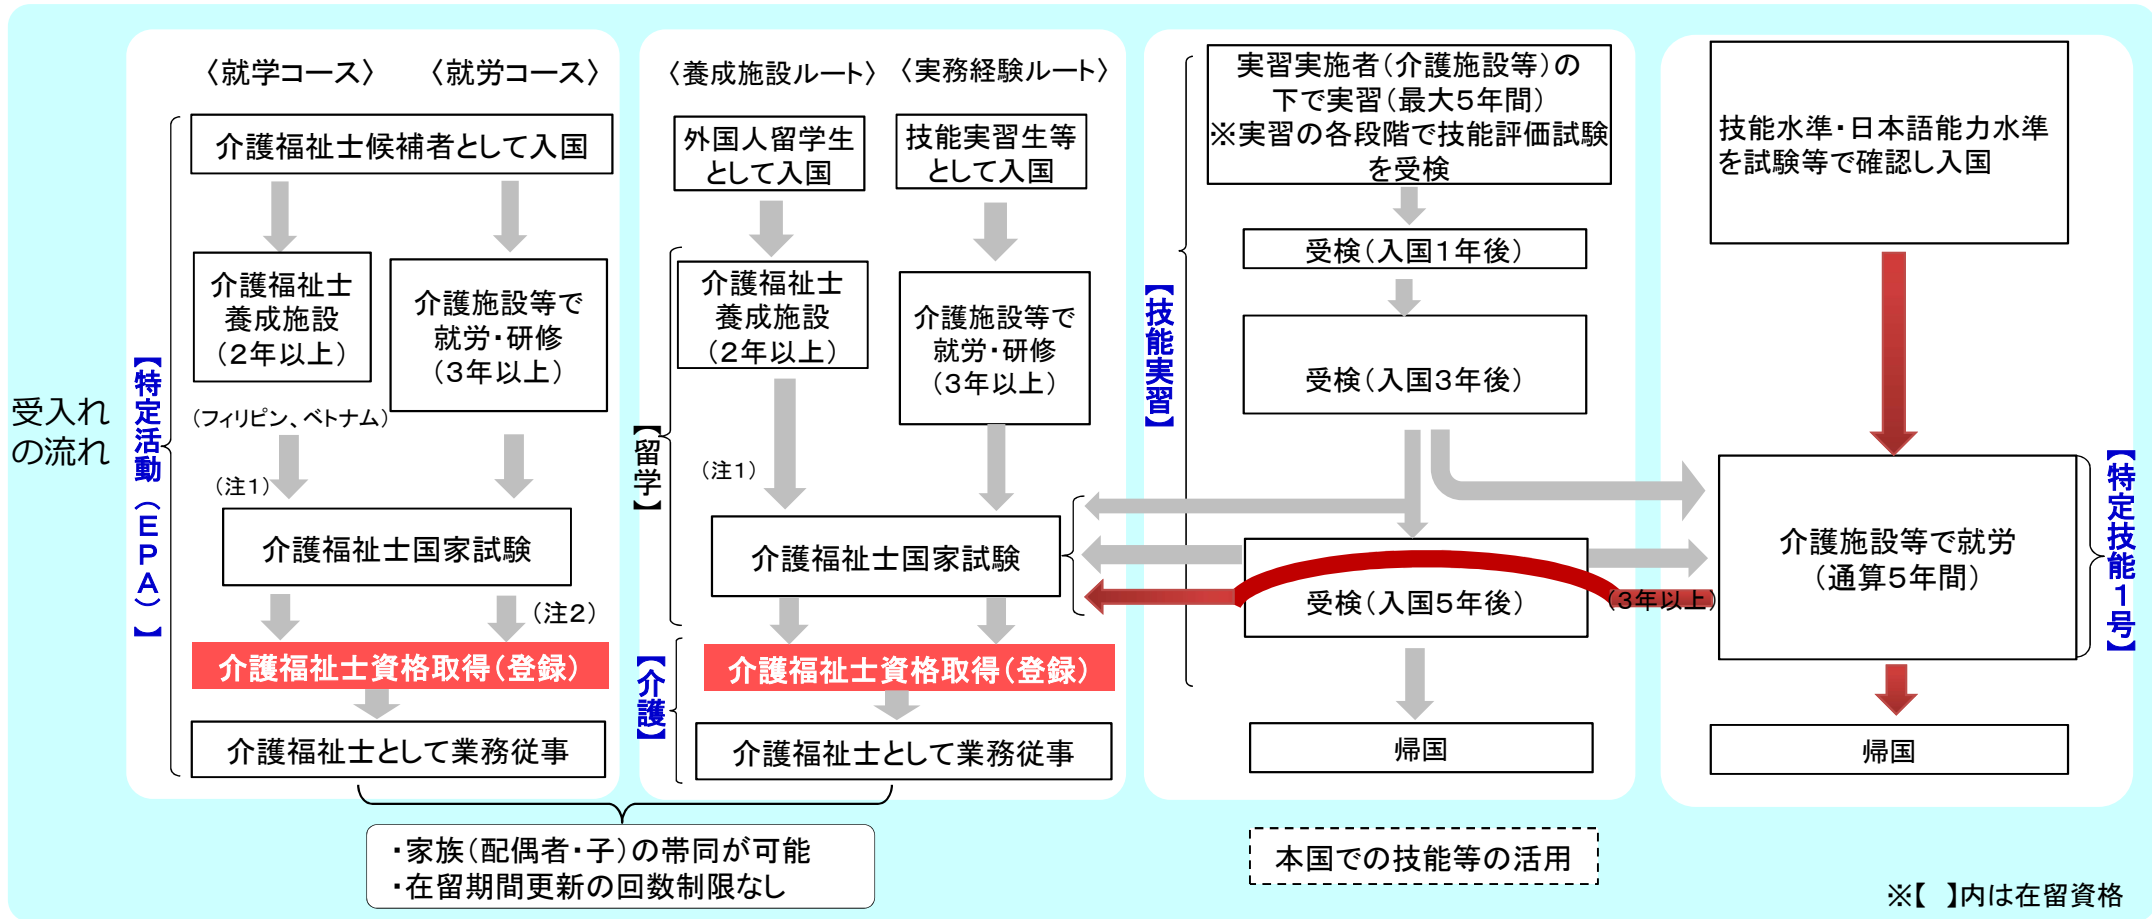 受入れ
の流れ
〈就学コース〉
〈就労コース〉
【特定活動（EPA）】
介護福祉士候補者として入国
介護福祉士
養成施設
（2年以上）
介護施設等で
就労・研修
（3年以上）
（フィリピン、ベトナム）
（注1）
介護福祉士国家試験
（注2）
介護福祉士資格取得（登録）
介護福祉士として業務従事
〈養成施設ルート〉
〈実務経験ルート〉
外国人留学生
として入国
技能実習生等
として入国
【留学】
介護福祉士
養成施設
（2年以上）
介護施設等で
就労・研修
（3年以上）
（注1）
介護福祉士国家試験
【介護】
介護福祉士資格取得（登録）
介護福祉士として業務従事
・家族（配偶者・子）の帯同が可能
・在留期間更新の回数制限なし
【技能実習】
実習実施者（介護施設等）の
下で実習（最大5年間）
※実習の各段階で技能評価試験
を受検
受検（入国1年後）
受検（入国3年後）
受検（入国5年後）
帰国
本国での技能等の活用
技能水準・日本語能力水準
を試験等で確認し入国
介護施設等で就労
（通算5年間）
（3年以上）
【特定技能1号】
帰国
※【 】内は在留資格